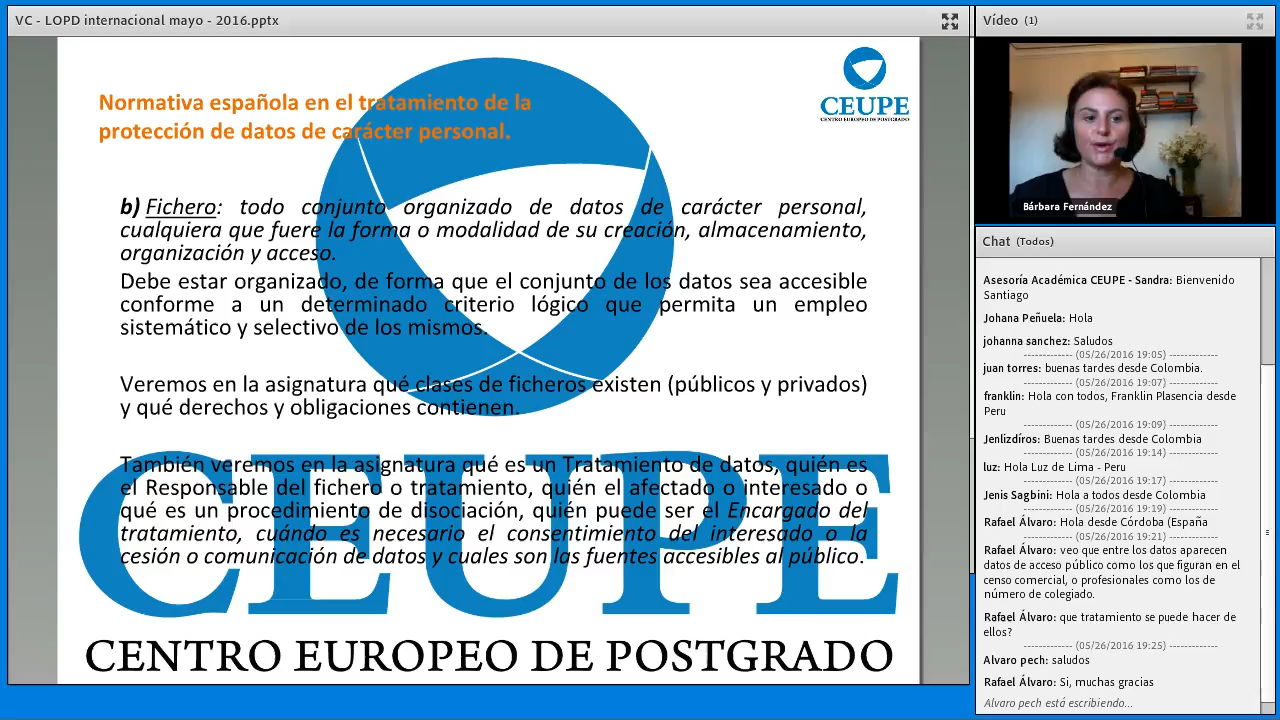 VC - LOPD internacional mayo - 2016.pptx
Normativa española en el tratamiento de la
protección de datos de carácter personal.
CEUPE
CENTRO EUROPEO DE POSTGRADO
b) Fichero: todo conjunto organizado de datos de carácter personal,
cualquiera que fuere la forma o modalidad de su creación, almacenamiento,
organización y acceso.
Debe estar organizado, de forma que el conjunto de los datos sea accesible
conforme a un determinado criterio lógico que permita un empleo
sistemático y selectivo de los mismos.
Veremos en la asignatura qué clases de ficheros existen (públicos y privados)
y qué derechos y obligaciones contienen.
También veremos en la asignatura qué es un Tratamiento de datos, quién es
el Responsable del fichero o tratamiento, quién el afectado o interesado o
qué es un procedimiento de disociación, quién puede ser el Encargado del
tratamiento, cuándo es necesario el consentimiento del interesado o la
cesión o comunicación de datos y cuales son las fuentes accesibles al público.
CEUPE
CENTRO EUROPEO DE POSTGRADO
Vídeo (1)
Bárbara Fernández
Chat (Todos)
Asesoría Académica CEUPE - Sandra: Bienvenido
Santiago
Johana Peñuela: Hola
johanna sanchez: Saludos
------------ (05/26/2016 19:05) ------------
juan torres: buenas tardes desde Colombia.
------------ (05/26/2016 19:07) ------------
franklin: Hola con todos, Franklin Plasencia desde
Peru
------------ (05/26/2016 19:09) ------------
Jenlizdíros: Buenas tardes desde Colombia
------------ (05/26/2016 19:14) ------------
luz: Hola Luz de Lima - Peru
------------ (05/26/2016 19:17) ------------
Jenis Sagbini: Hola a todos desde Colombia
------------ (05/26/2016 19:19) ------------
Rafael Álvaro: Hola desde Córdoba (España
------------ (05/26/2016 19:21) ------------
Rafael Álvaro: veo que entre los datos aparecen
datos de acceso público como los que figuran en el
censo comercial, o profesionales como los de
número de colegiado.
Rafael Álvaro: que tratamiento se puede hacer de
ellos?
------------ (05/26/2016 19:25) ------------
Alvaro pech: saludos
Rafael Álvaro: Si, muchas gracias
Alvaro pech está escribiendo...